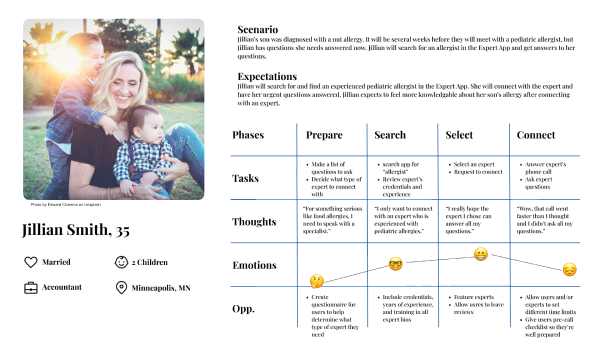 Photo by Edward Cisneros on Unsplash
Jillian Smith, 35
Married
2 Children
Accountant
Minneapolis, MN
Scenario
Jillian's son was diagnosed with a nut allergy. It will be several weeks before they will meet with a pediatric allergist, but
Jillian has questions she needs answered now. Jillian will search for an allergist in the Expert App and get answers to her
questions.
Expectations
Jillian will search for and find an experienced pediatric allergist in the Expert App. She will connect with the expert and
have her urgent questions answered. Jillian expects to feel more knowledgable about her son's allergy after connecting
with an expert.
Phases
Prepare
Search
Select
Connect
Tasks
• Make a list of
questions to ask
• Decide what type of
expert to connect
with
• search app for
"allergist"
• Review expert's
credentials and
experience
• Select an expert
• Request to connect
• Answer expert's
phone call
• Ask expert
questions
Thoughts
"For something serious
like food allergies, I
need to speak with a
specialist."
"I only want to connect
with an expert who is
experienced with
pediatric allergies."
"I really hope the
expert I chose can
answer all my
questions."
"Wow, that call went
faster than I thought
and I didn't ask all my
questions."
Emotions
Opp.
• Create
questionnaire for
users to help
determine what
type of expert they
need
• Include credentials,
years of experience,
and training in all
expert bios
• Feature experts
• Allow users to leave
reviews
• Allow users and/or
experts to set
different time limits
• Give users pre-call
checklist so they're
well prepared